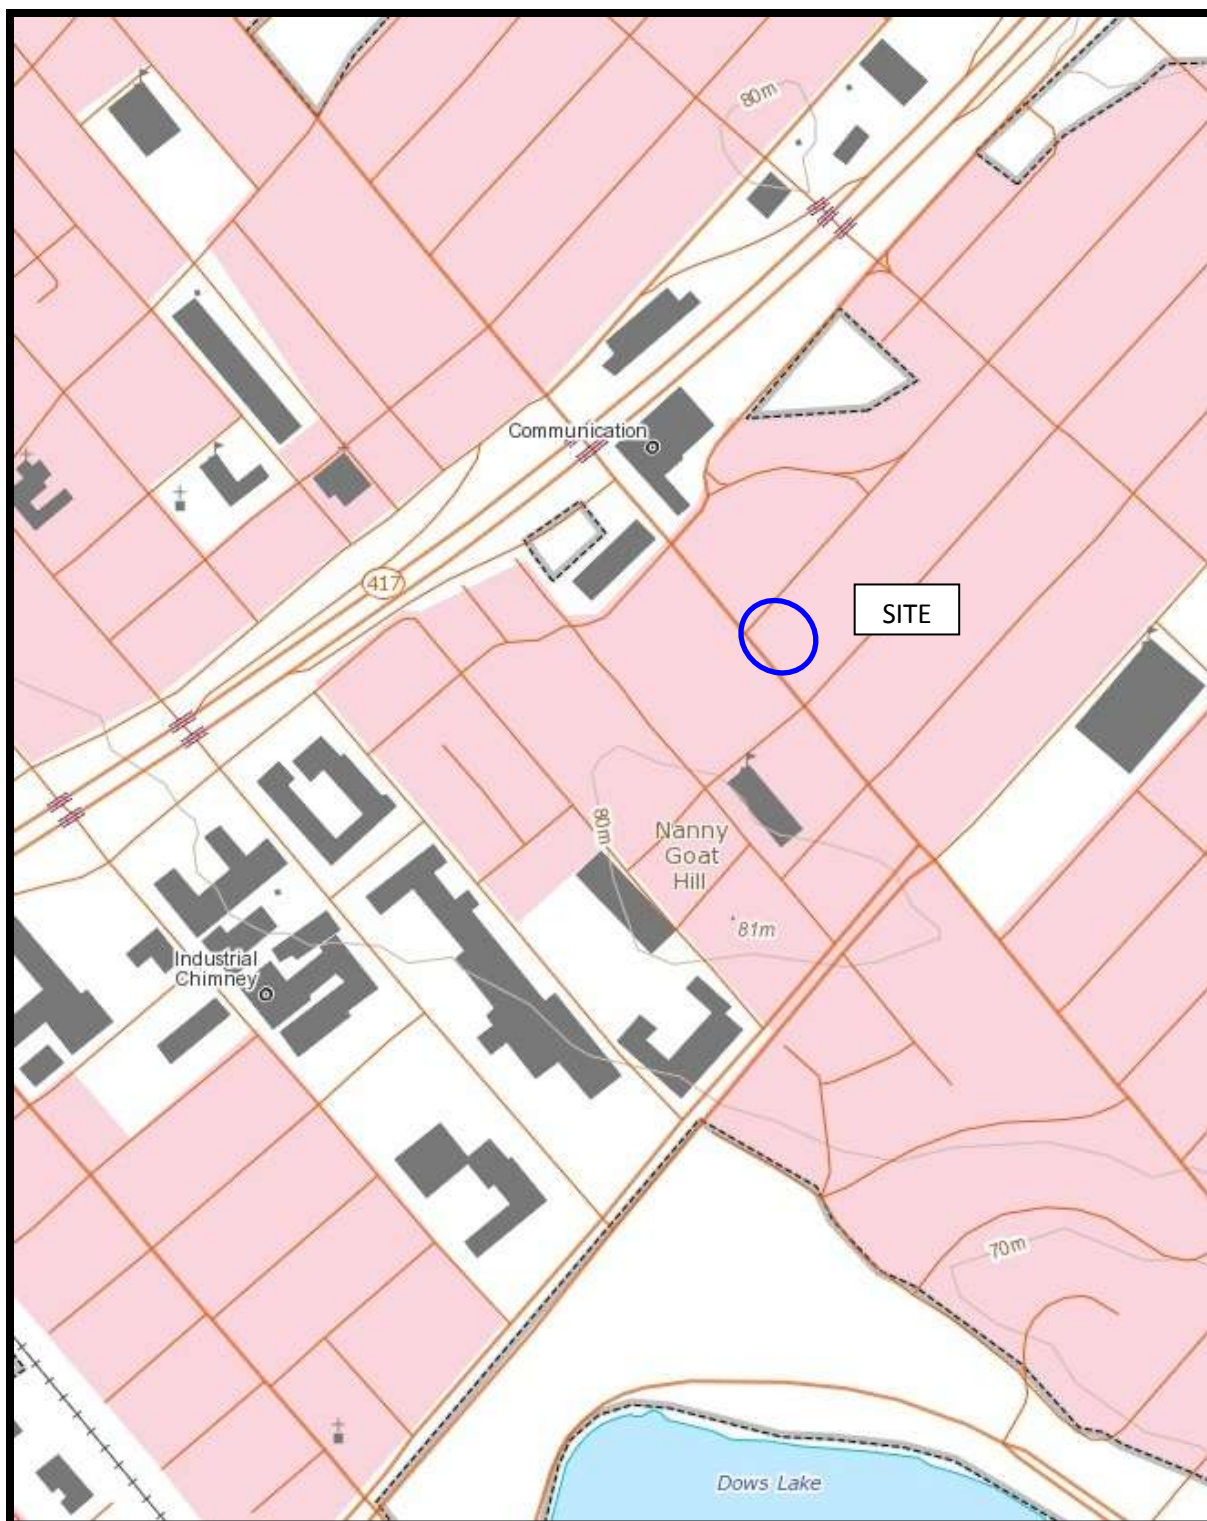 80m
Communication
417
SITE
80m
Nanny
Goat
Hill
81m
Industrial
Chimney
70m
Dows Lake